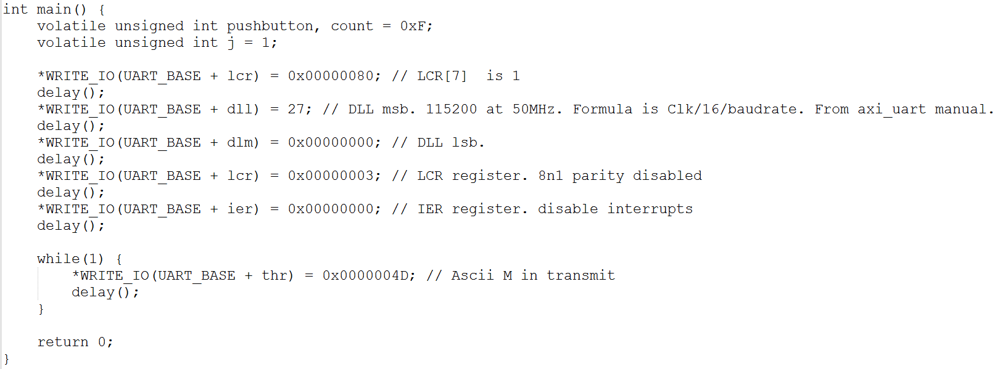 int main() {
    volatile unsigned int pushbutton, count = 0xF;
    volatile unsigned int j = 1;

    *WRITE_IO(UART_BASE + lcr) = 0x00000080; // LCR[7]  is 1
    delay();
    *WRITE_IO(UART_BASE + dll) = 27; // DLL msb. 115200 at 50MHz. Formula is Clk/16/baudrate. From axi_uart manual.
    delay();
    *WRITE_IO(UART_BASE + dlm) = 0x00000000; // DLL lsb.
    delay();
    *WRITE_IO(UART_BASE + lcr) = 0x00000003; // LCR register. 8n1 parity disabled
    delay();
    *WRITE_IO(UART_BASE + ier) = 0x00000000; // IER register. disable interrupts
    delay();

    while(1) {
        *WRITE_IO(UART_BASE + thr) = 0x0000004D; // Ascii M in transmit
        delay();
    }

    return 0;
}